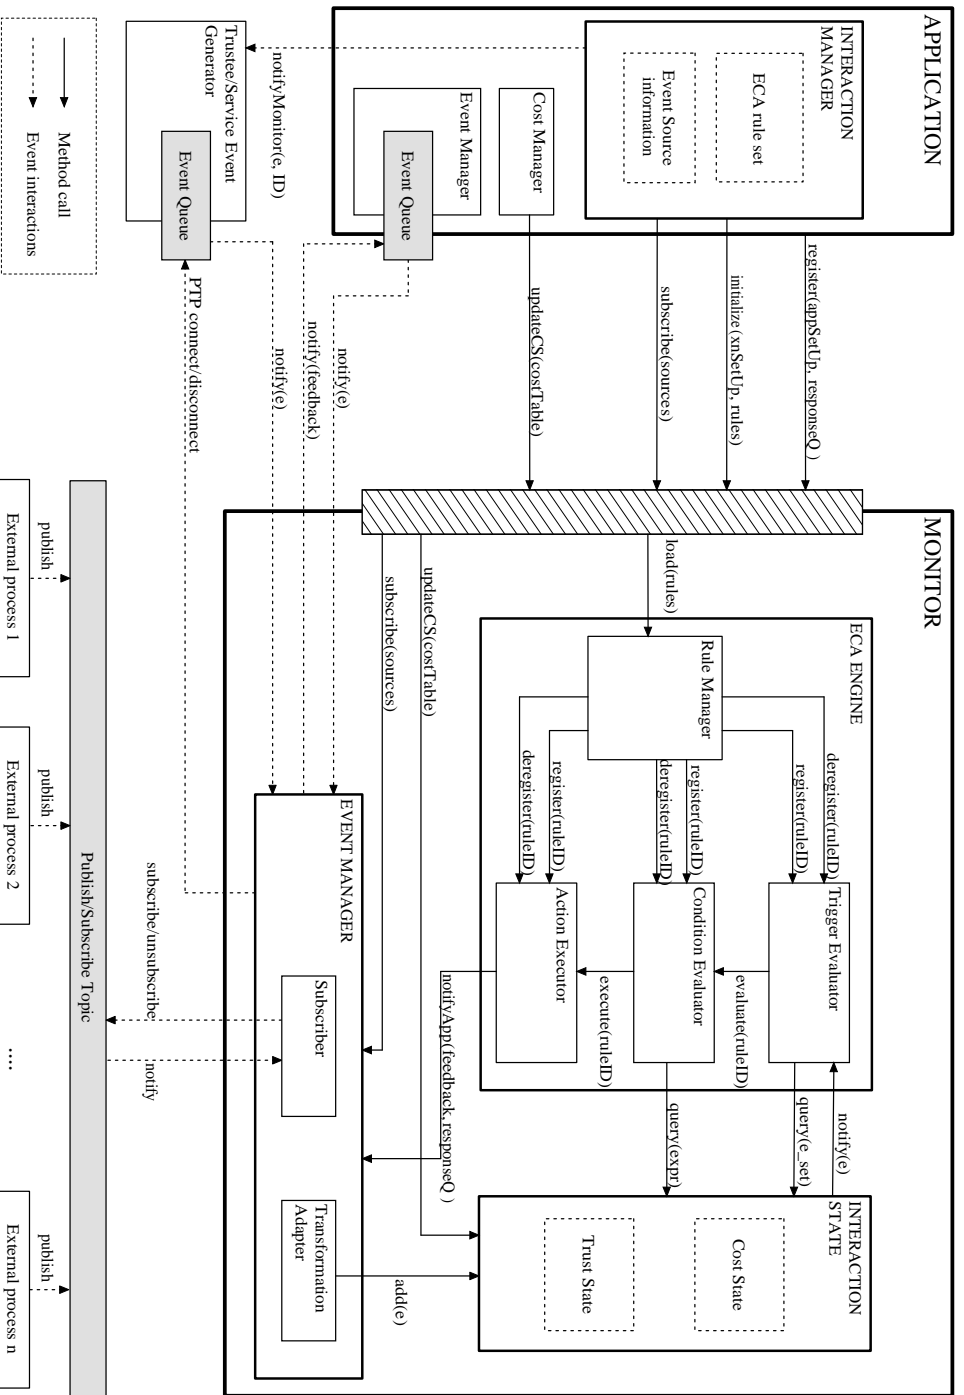 APPLICATION
INTERACTION
MANAGER
ECA rule set
Event Source
information
Cost Manager
Event Manager
Event Queue
Trustee/Service Event
Generator
Event Queue
notifyMonitor(e, ID)
Method call
Event interactions
register(appSetUp, responseQ )
initialize(xnSetUp, rules)
subscribe(sources)
updateCS(costTable)
notify(e)
notify(feedback)
notify(e)
PTP connect/disconnect
MONITOR
load(rules)
updateCS(costTable)
subscribe(sources)
ECA ENGINE
Rule Manager
deregister(ruleID)
register(ruleID)
register(ruleID)
deregister(ruleID)
register(ruleID)
deregister(ruleID)
Trigger Evaluator
evaluate(ruleID)
Condition Evaluator
execute(ruleID)
Action Executor
notifyApp(feedback,responseQ )
notify(e)
query(e_set)
query(expr)
INTERACTION
STATE
Cost State
Trust State
EVENT MANAGER
Subscriber
Transformation
Adapter
add(e)
subscribe/unsubscribe
notify
Publish/Subscribe Topic
publish
publish
publish
External process 1
External process 2
....
External process n